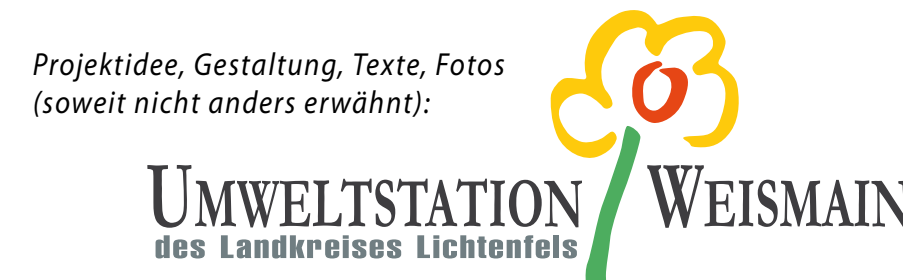 Projektidee, Gestaltung, Texte, Fotos
(soweit nicht anders erwähnt):
UMWELTSTATION WEISMAIN
des Landkreises Lichtenfels